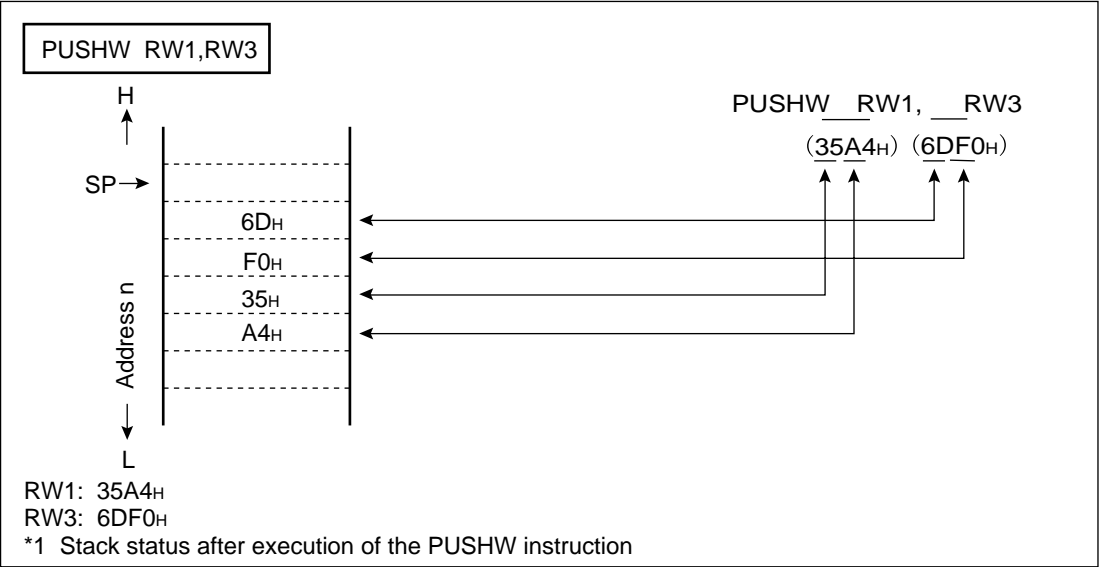 PUSHW RW1,RW3
H
PUSHW RW1, RW3
(35A4H) (6DF0H)
SP
6DH
F0H
35H
A4H
Address n
L
RW1: 35A4H
RW3: 6DF0H
*1 Stack status after execution of the PUSHW instruction